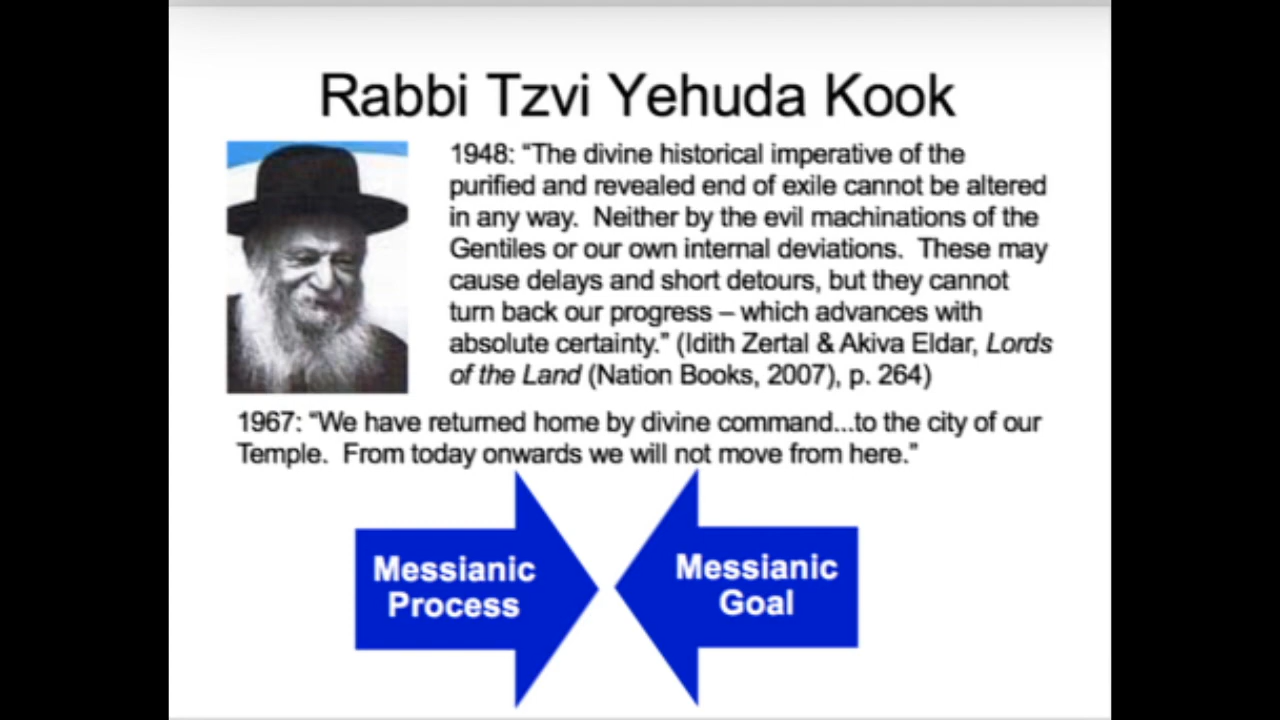 Rabbi Tzvi Yehuda Kook
1948: “The divine historical imperative of the
purified and revealed end of exile cannot be altered
in any way.  Neither by the evil machinations of the
Gentiles or our own internal deviations.  These may
cause delays and short detours, but they cannot
turn back our progress – which advances with
absolute certainty.” (Idith Zertal & Akiva Eldar, Lords
of the Land (Nation Books, 2007), p. 264)
1967: “We have returned home by divine command...to the city of our
Temple.  From today onwards we will not move from here.”
Messianic
Process
Messianic
Goal